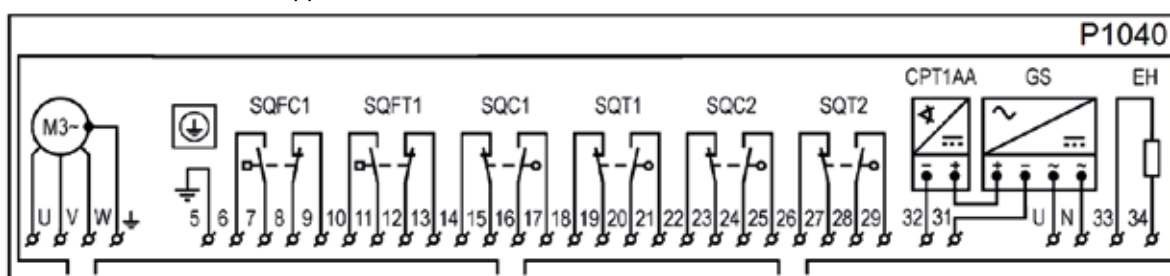 P1040
CPT1AA GS EH
SQFC1 SQFT1 SQC1 SQT1 SQC2 SQT2
M3~
− + + − ~ ~
U V W 5 6 7 8 9 10 11 12 13 14 15 16 17 18 19 20 21 22 23 24 25 26 27 28 29 32 31 U N 33 34